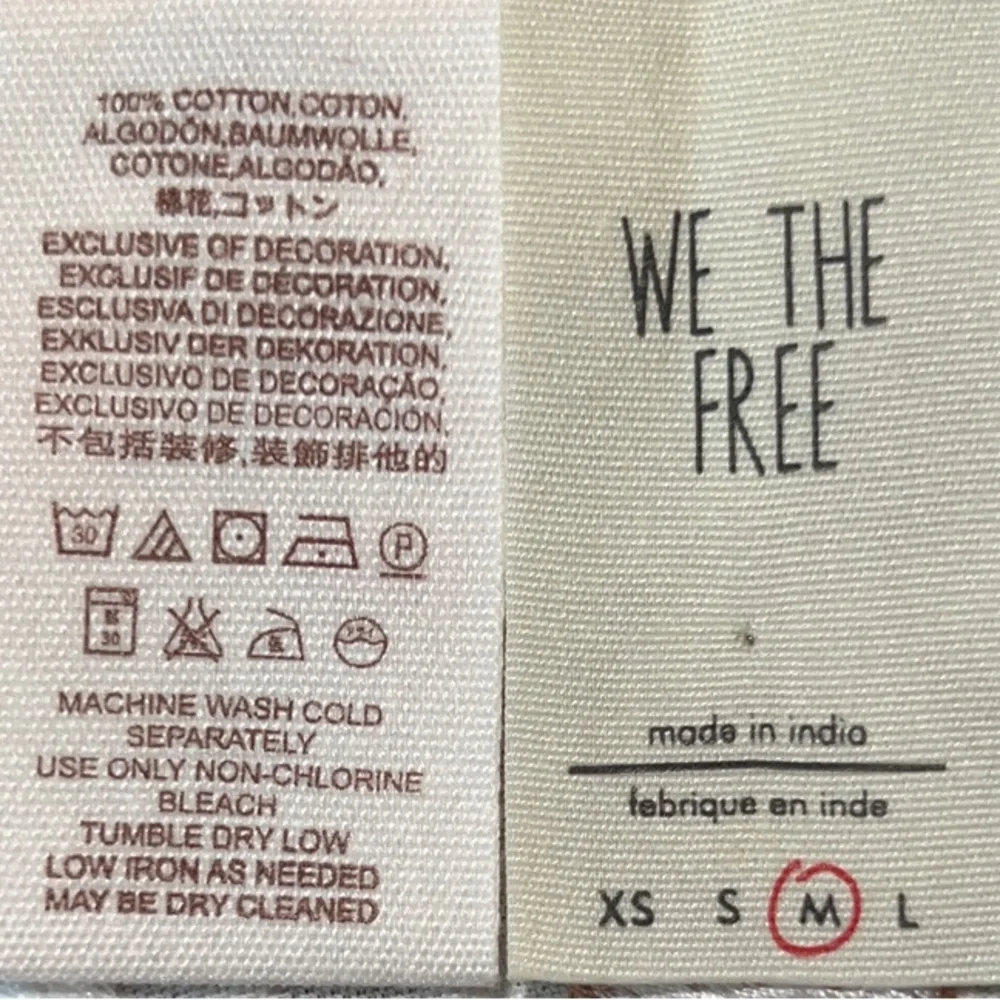 100% COTTON,COTON,
ALGODÓN,BAUMWOLLE,
COTONE,ALGODÃO,
綿花,コットン
EXCLUSIVE OF DECORATION,
EXCLUSIF DE DÉCORATION,
ESCLUSIVA DI DECORAZIONE,
EXKLUSIV DER DEKORATION,
EXCLUSIVO DE DECORAÇÃO,
EXCLUSIVO DE DECORACIÓN,
不包括装修,装飾排他的
30
P
30
MACHINE WASH COLD
SEPARATELY
USE ONLY NON-CHLORINE
BLEACH
TUMBLE DRY LOW
LOW IRON AS NEEDED
MAY BE DRY CLEANED
WE THE
FREE
made in india
fabrique en inde
XS S M L